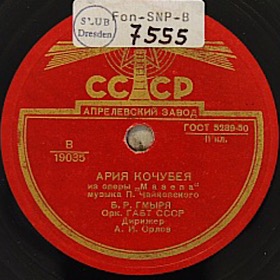 Fon-SNP-B
SLUB
Dresden
7555
СССР
АПРЕЛЕВСКИЙ ЗАВОД
ГОСТ 5289-50
II кл.
В
19035
АРИЯ КОЧУБЕЯ
из оперы „Мазепа"
музыка П. Чайковского
Б. Р. ГМЫРЯ
Орк. ГАБТ СССР
Дирижер
А. И. Орлов